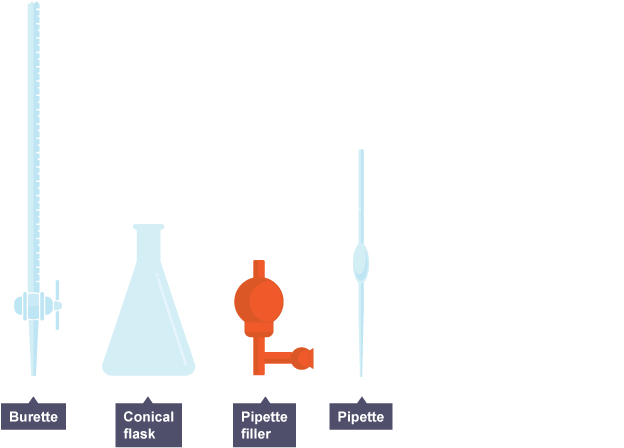 Burette
Conical
flask
Pipette
filler
Pipette